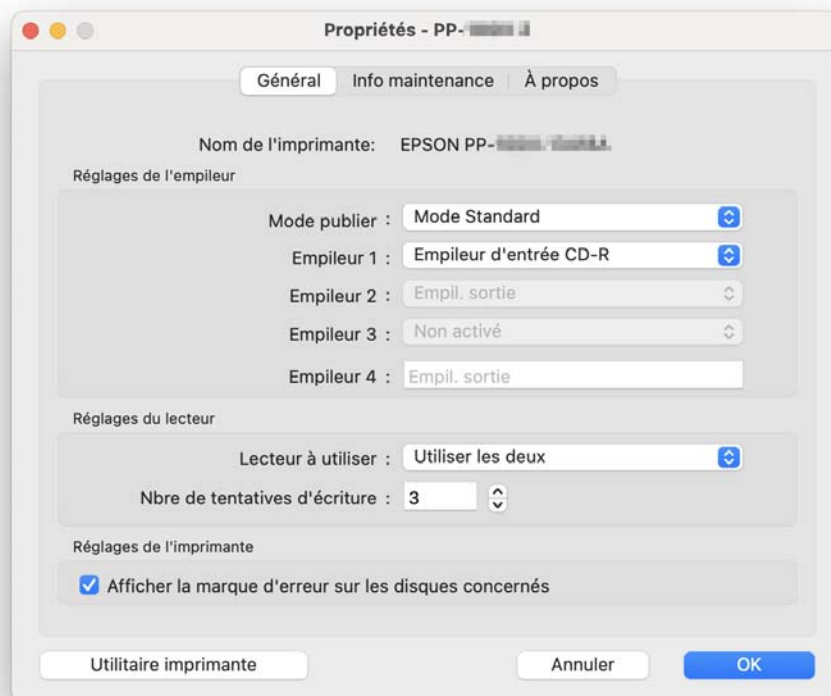 Propriétés - PP-
Général Info maintenance À propos
Nom de l'imprimante: EPSON PP-
Réglages de l'empileur
Mode publier : Mode Standard
Empileur 1 : Empileur d'entrée CD-R
Empileur 2 : Empil. sortie
Empileur 3 : Non activé
Empileur 4 : Empil. sortie
Réglages du lecteur
Lecteur à utiliser : Utiliser les deux
Nbre de tentatives d'écriture : 3
Réglages de l'imprimante
Afficher la marque d'erreur sur les disques concernés
Utilitaire imprimante Annuler OK